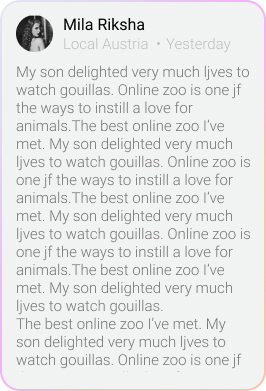 Mila Riksha
Local Austria • Yesterday
My son delighted very much ljves to
watch gouillas. Online zoo is one jf
the ways to instill a love for
animals.The best online zoo I’ve
met. My son delighted very much
ljves to watch gouillas. Online zoo is
one jf the ways to instill a love for
animals.The best online zoo I’ve
met. My son delighted very much
ljves to watch gouillas. Online zoo is
one jf the ways to instill a love for
animals.The best online zoo I’ve
met. My son delighted very much
ljves to watch gouillas.
The best online zoo I’ve met. My
son delighted very much ljves to
watch gouillas. Online zoo is one jf